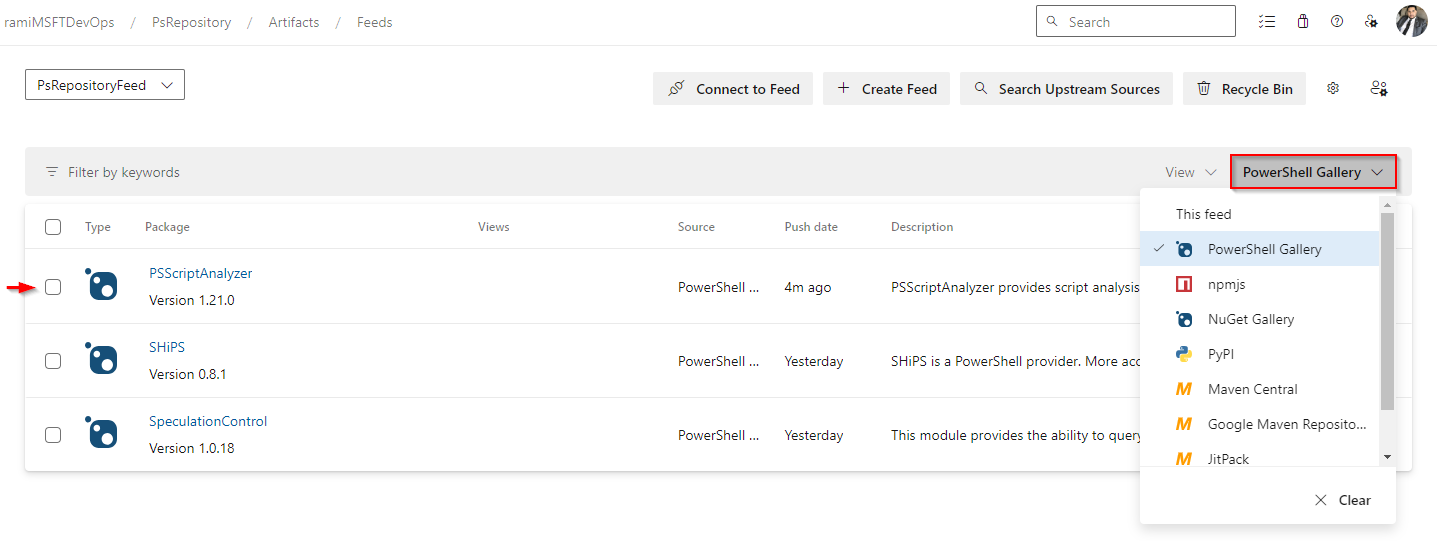 ramiMSFTDevOps / PsRepository / Artifacts / Feeds
Search
PsRepositoryFeed
Connect to Feed
Create Feed
Search Upstream Sources
Recycle Bin
Filter by keywords
View
PowerShell Gallery
Type Package Views Source Push date Description
PSScriptAnalyzer
Version 1.21.0
PowerShell ... 4m ago PSScriptAnalyzer provides script analysis
SHiPS
Version 0.8.1
PowerShell ... Yesterday SHiPS is a PowerShell provider. More acc
SpeculationControl
Version 1.0.18
PowerShell ... Yesterday This module provides the ability to query
This feed
PowerShell Gallery
npmjs
NuGet Gallery
PyPI
Maven Central
Google Maven Reposito...
JitPack
Clear